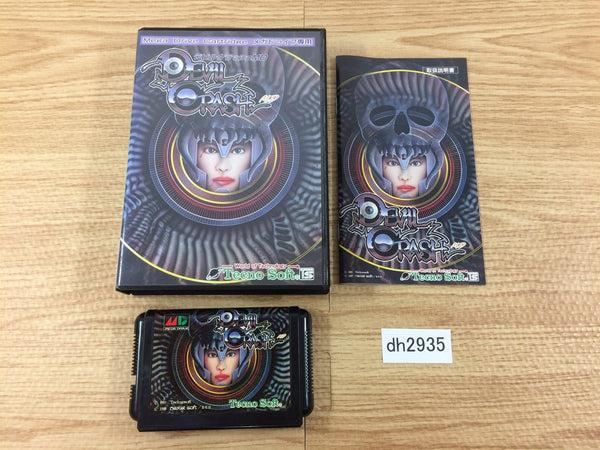 Mega Drive Cartridge メガドライブ専用
DEVIL
CRASH MD
World of Technology
Tecno Soft
取扱説明書
DEVIL
CRASH MD
World of Technology
Tecno Soft
MD
MEGA DRIVE
DEVIL
CRASH
Tecno Soft
dh2935